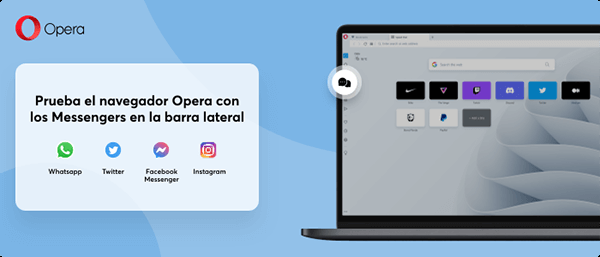 Opera
Prueba el navegador Opera con
los Messengers en la barra lateral
Whatsapp
Twitter
Facebook
Messenger
Instagram